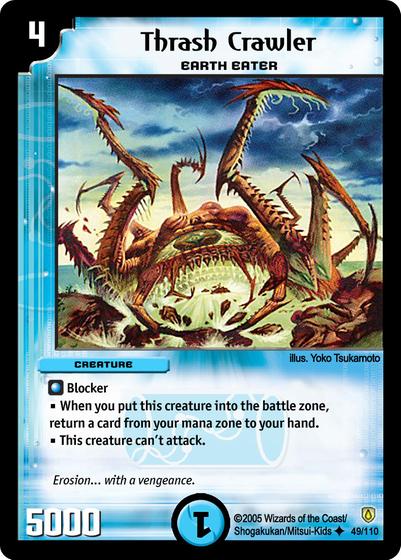 4
Thrash Crawler
EARTH EATER
illus. Yoko Tsukamoto
CREATURE
Blocker
▪ When you put this creature into the battle zone,
return a card from your mana zone to your hand.
▪ This creature can't attack.
Erosion... with a vengeance.
5000
©2005 Wizards of the Coast/
Shogakukan/Mitsui-Kids ✦ 49/110